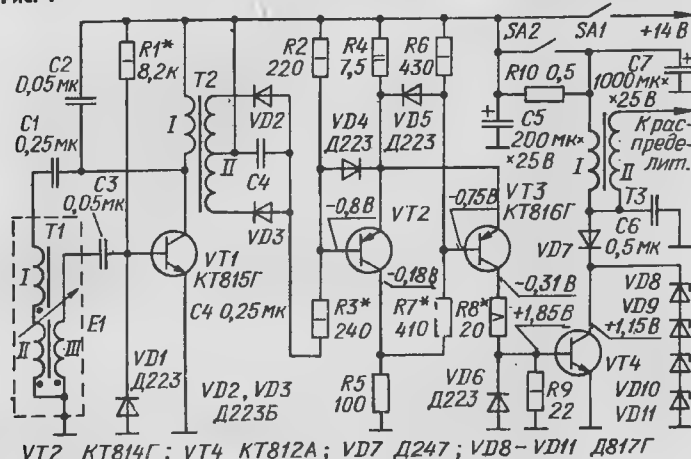 Рис. 1
C2
0,05мк
C1
0,25мк
C3
0,05мк
T1
I
II
III
E1
R1*
8,2к
T2
I
II
VD2
C4
VD3
VT1
КТ815Г
C4 0,25мк
VD1
Д223
VD2, VD3
Д223Б
R2
220
R4
7,5
R6
430
VD4
Д223
VD5
Д223
-0,8В
VT2
-0,18В
R3*
240
R7*
410
R5
100
VT3
КТ816Г
-0,75В
-0,31В
R8*
20
+1,85В
VD6
Д223
R9
22
SA2
SA1
+14В
R10 0,5
C5
200мк×
×25В
C7
1000мк×
×25В
К рас-
преде-
лит.
I
II
T3
C6
0,5мк
VD7
+1,15В
VT4
VD8
VD9
VD10
VD11
VT2 КТ814Г; VT4 КТ812А; VD7 Д247; VD8-VD11 Д817Г